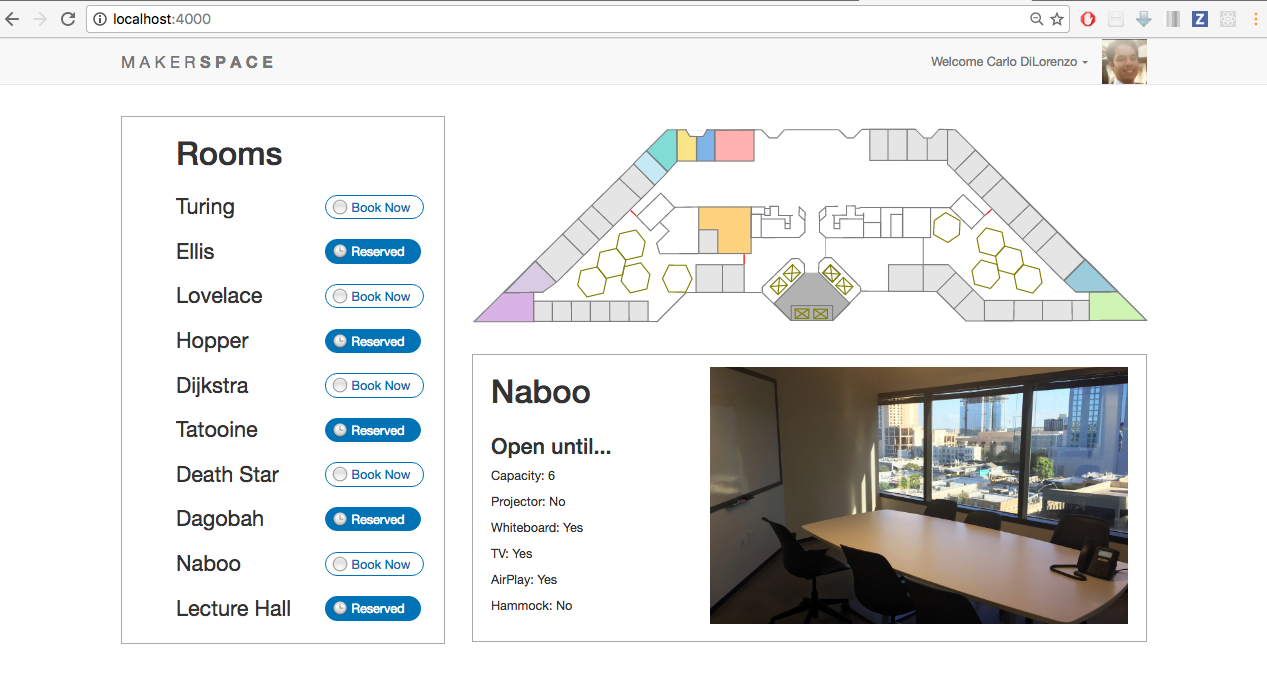 localhost:4000
Z
MAKERSPACE
Welcome Carlo DiLorenzo
Rooms
Turing Book Now
Ellis Reserved
Lovelace Book Now
Hopper Reserved
Dijkstra Book Now
Tatooine Reserved
Death Star Book Now
Dagobah Reserved
Naboo Book Now
Lecture Hall Reserved
Naboo
Open until...
Capacity: 6
Projector: No
Whiteboard: Yes
TV: Yes
AirPlay: Yes
Hammock: No